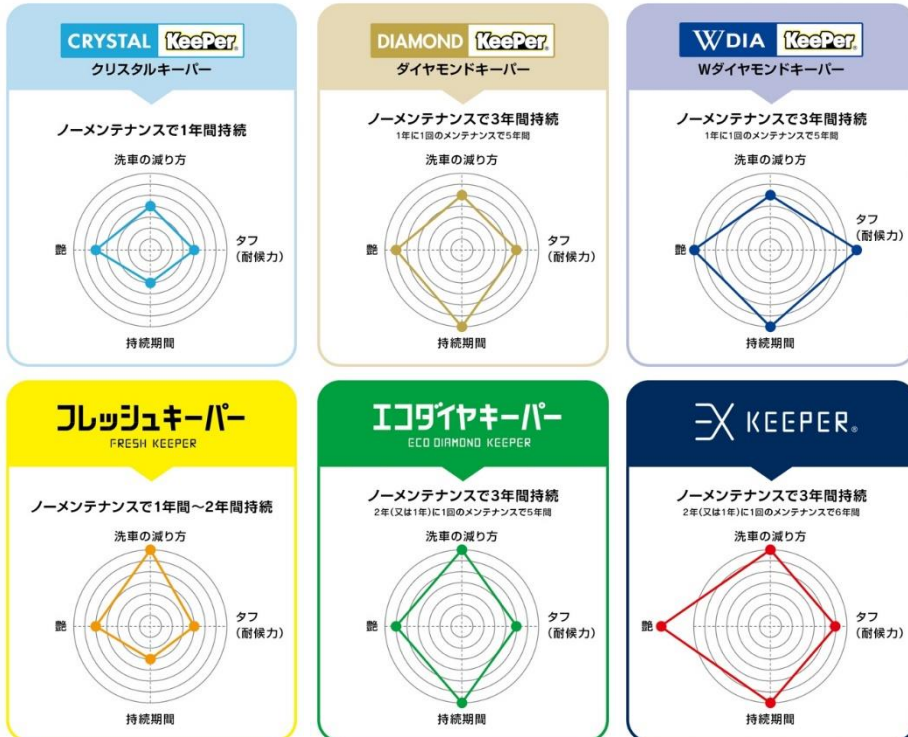 CRYSTAL KeePer®
クリスタルキーパー
ノーメンテナンスで1年間持続
洗車の減り方
艶
タフ
(耐候力)
持続期間
DIAMOND KeePer®
ダイヤモンドキーパー
ノーメンテナンスで3年間持続
1年に1回のメンテナンスで5年間
洗車の減り方
艶
タフ
(耐候力)
持続期間
WDIA KeePer®
Wダイヤモンドキーパー
ノーメンテナンスで3年間持続
1年に1回のメンテナンスで5年間
洗車の減り方
艶
タフ
(耐候力)
持続期間
フレッシュキーパー
FRESH KEEPER
ノーメンテナンスで1年間〜2年間持続
洗車の減り方
艶
タフ
(耐候力)
持続期間
エコダイヤキーパー
ECO DIAMOND KEEPER
ノーメンテナンスで3年間持続
2年(又は1年)に1回のメンテナンスで5年間
洗車の減り方
艶
タフ
(耐候力)
持続期間
EX KEEPER®
ノーメンテナンスで3年間持続
2年(又は1年)に1回のメンテナンスで6年間
洗車の減り方
艶
タフ
(耐候力)
持続期間